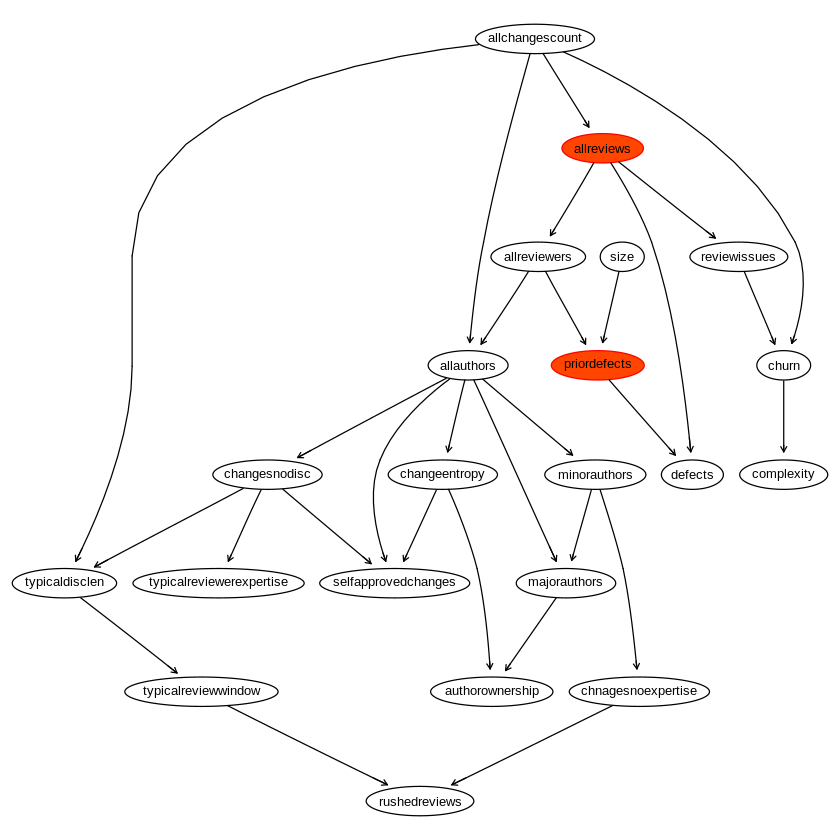 allchangescount
allreviews
allreviewers
size
reviewissues
allauthors
priordefects
churn
changesnodisc
changeentropy
minorauthors
defects
complexity
typicaldisclen
typicalreviewerexpertise
selfapprovedchanges
majorauthors
typicalreviewwindow
authorownership
chnagesnoexpertise
rushedreviews